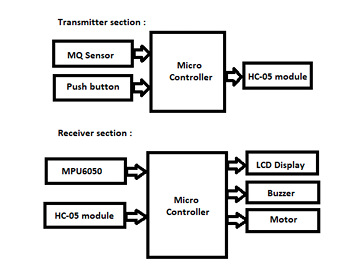 Transmitter section :
MQ Sensor
Push button
Micro
Controller
HC-05 module
Receiver section :
MPU6050
HC-05 module
Micro
Controller
LCD Display
Buzzer
Motor